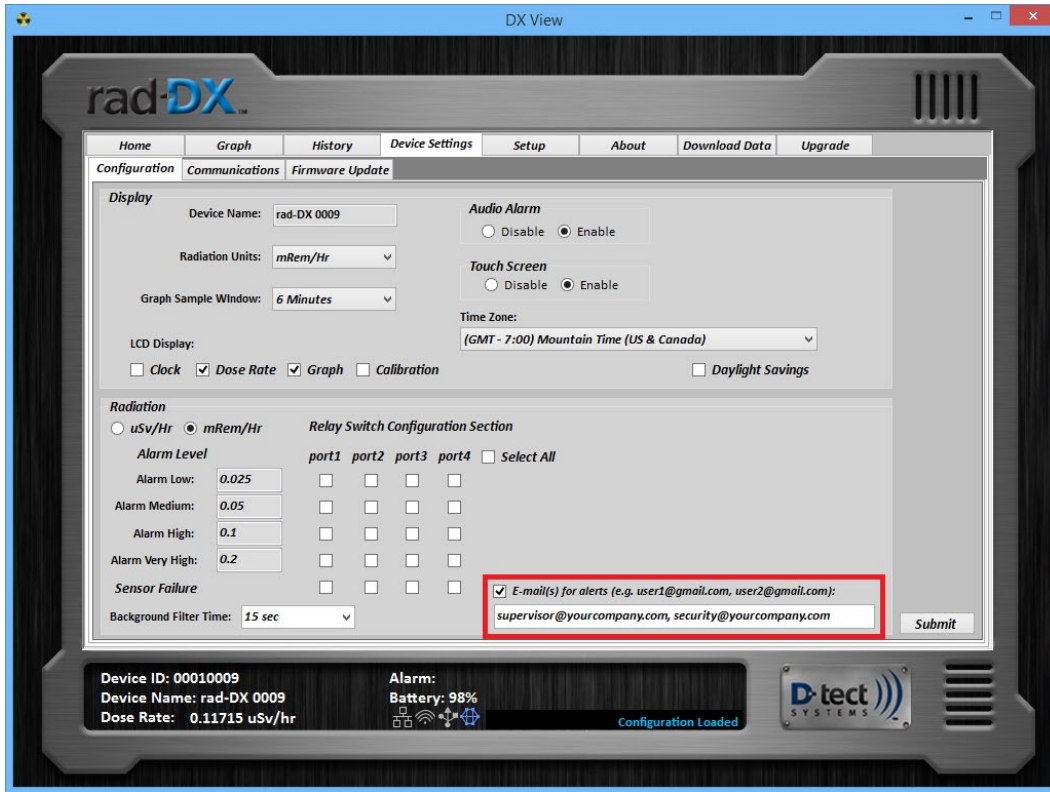 DX View
rad-DX™
Home Graph History Device Settings Setup About Download Data Upgrade
Configuration Communications Firmware Update
Display
Device Name: rad-DX 0009
Audio Alarm
Disable Enable
Radiation Units: mRem/Hr
Touch Screen
Disable Enable
Graph Sample WIndow: 6 Minutes
Time Zone:
(GMT - 7:00) Mountain Time (US & Canada)
LCD Display:
Clock Dose Rate Graph Calibration Daylight Savings
Radiation
uSv/Hr mRem/Hr Relay Switch Configuration Section
Alarm Level port1 port2 port3 port4 Select All
Alarm Low: 0.025
Alarm Medium: 0.05
Alarm High: 0.1
Alarm Very High: 0.2
Sensor Failure
E-mail(s) for alerts (e.g. user1@gmail.com, user2@gmail.com):
Background Filter Time: 15 sec
supervisor@yourcompany.com, security@yourcompany.com
Submit
Device ID: 00010009 Alarm:
Device Name: rad-DX 0009 Battery: 98%
Dose Rate: 0.11715 uSv/hr
Configuration Loaded
D-tect
SYSTEMS